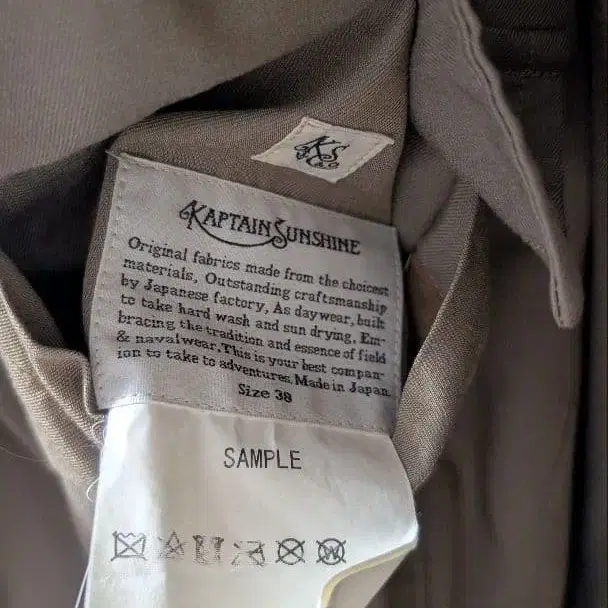 KS
& Co
KAPTAIN SUNSHINE
Original fabrics made from the choicest
materials, Outstanding craftsmanship
by Japanese factory, As daywear, built
to take hard wash and sun drying, Em-
bracing the tradition and essence of field
& navalwear. This is your best compan-
ion to take to adventures. Made in Japan.
Size 38
SAMPLE
W